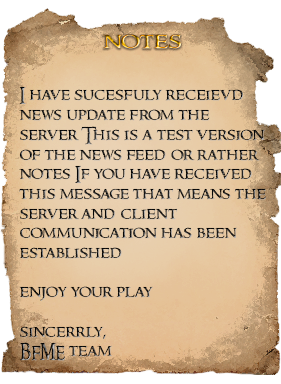 NOTES
I HAVE SUCESFULY RECEIEVD
NEWS UPDATE FROM THE
SERVER THIS IS A TEST VERSION
OF THE NEWS FEED OR RATHER
NOTES IF YOU HAVE RECEIVED
THIS MESSAGE THAT MEANS THE
SERVER AND CLIENT
COMMUNICATION HAS BEEN
ESTABLISHED
ENJOY YOUR PLAY
SINCERRLY,
BFME TEAM